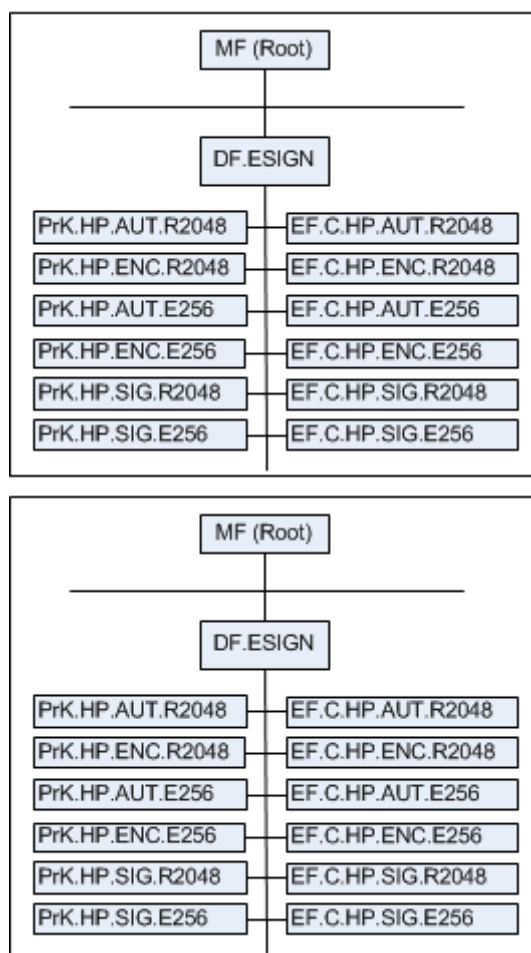 MF (Root)
DF.ESIGN
PrK.HP.AUT.R2048 EF.C.HP.AUT.R2048
PrK.HP.ENC.R2048 EF.C.HP.ENC.R2048
PrK.HP.AUT.E256 EF.C.HP.AUT.E256
PrK.HP.ENC.E256 EF.C.HP.ENC.E256
PrK.HP.SIG.R2048 EF.C.HP.SIG.R2048
PrK.HP.SIG.E256 EF.C.HP.SIG.E256
MF (Root)
DF.ESIGN
PrK.HP.AUT.R2048 EF.C.HP.AUT.R2048
PrK.HP.ENC.R2048 EF.C.HP.ENC.R2048
PrK.HP.AUT.E256 EF.C.HP.AUT.E256
PrK.HP.ENC.E256 EF.C.HP.ENC.E256
PrK.HP.SIG.R2048 EF.C.HP.SIG.R2048
PrK.HP.SIG.E256 EF.C.HP.SIG.E256